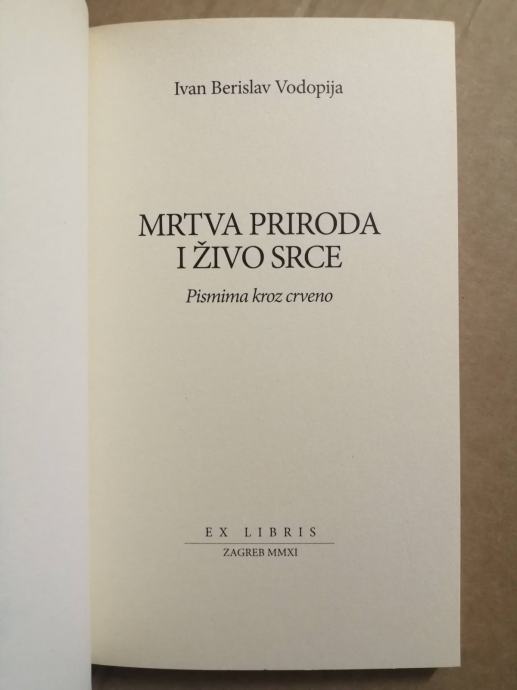 Ivan Berislav Vodopija
MRTVA PRIRODA
I ŽIVO SRCE
Pismima kroz crveno
EX LIBRIS
ZAGREB MMXI